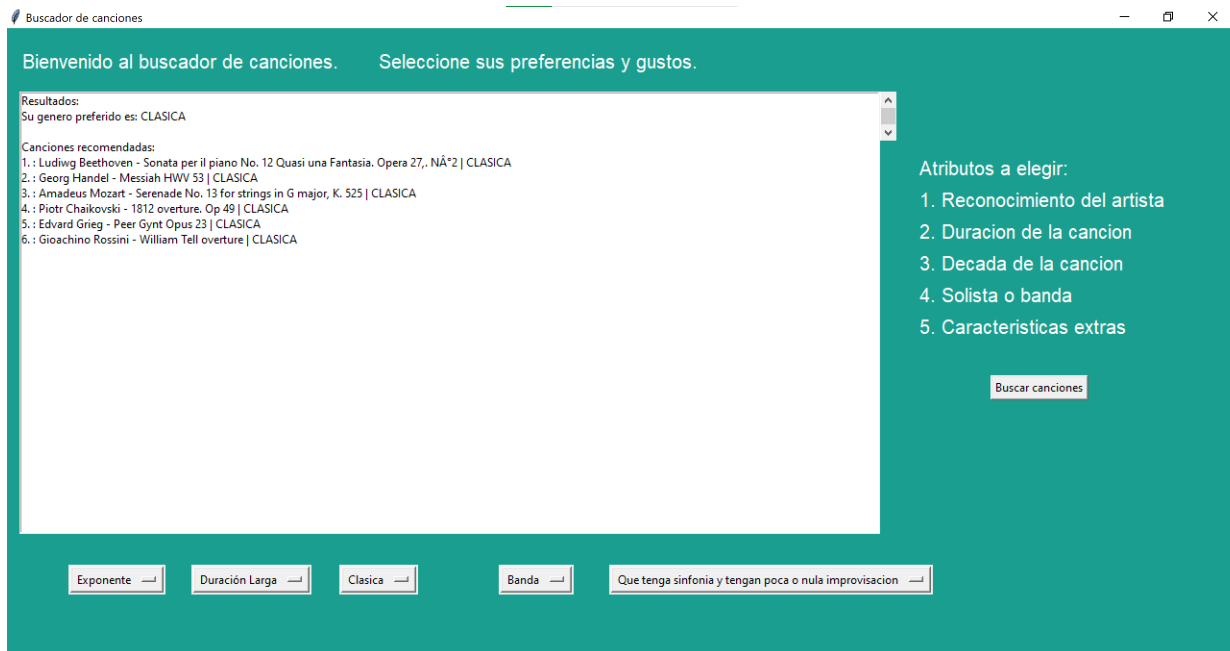 Buscador de canciones
Bienvenido al buscador de canciones.
Seleccione sus preferencias y gustos.
Resultados:
Su genero preferido es: CLASICA
Canciones recomendadas:
1. : Ludiwg Beethoven - Sonata per il piano No. 12 Quasi una Fantasia. Opera 27,. NÂ°2 | CLASICA
2. : Georg Handel - Messiah HWV 53 | CLASICA
3. : Amadeus Mozart - Serenade No. 13 for strings in G major, K. 525 | CLASICA
4. : Piotr Chaikovski - 1812 overture. Op 49 | CLASICA
5. : Edvard Grieg - Peer Gynt Opus 23 | CLASICA
6. : Gioachino Rossini - William Tell overture | CLASICA
Atributos a elegir:
1. Reconocimiento del artista
2. Duracion de la cancion
3. Decada de la cancion
4. Solista o banda
5. Caracteristicas extras
Buscar canciones
Exponente
Duración Larga
Clasica
Banda
Que tenga sinfonia y tengan poca o nula improvisacion